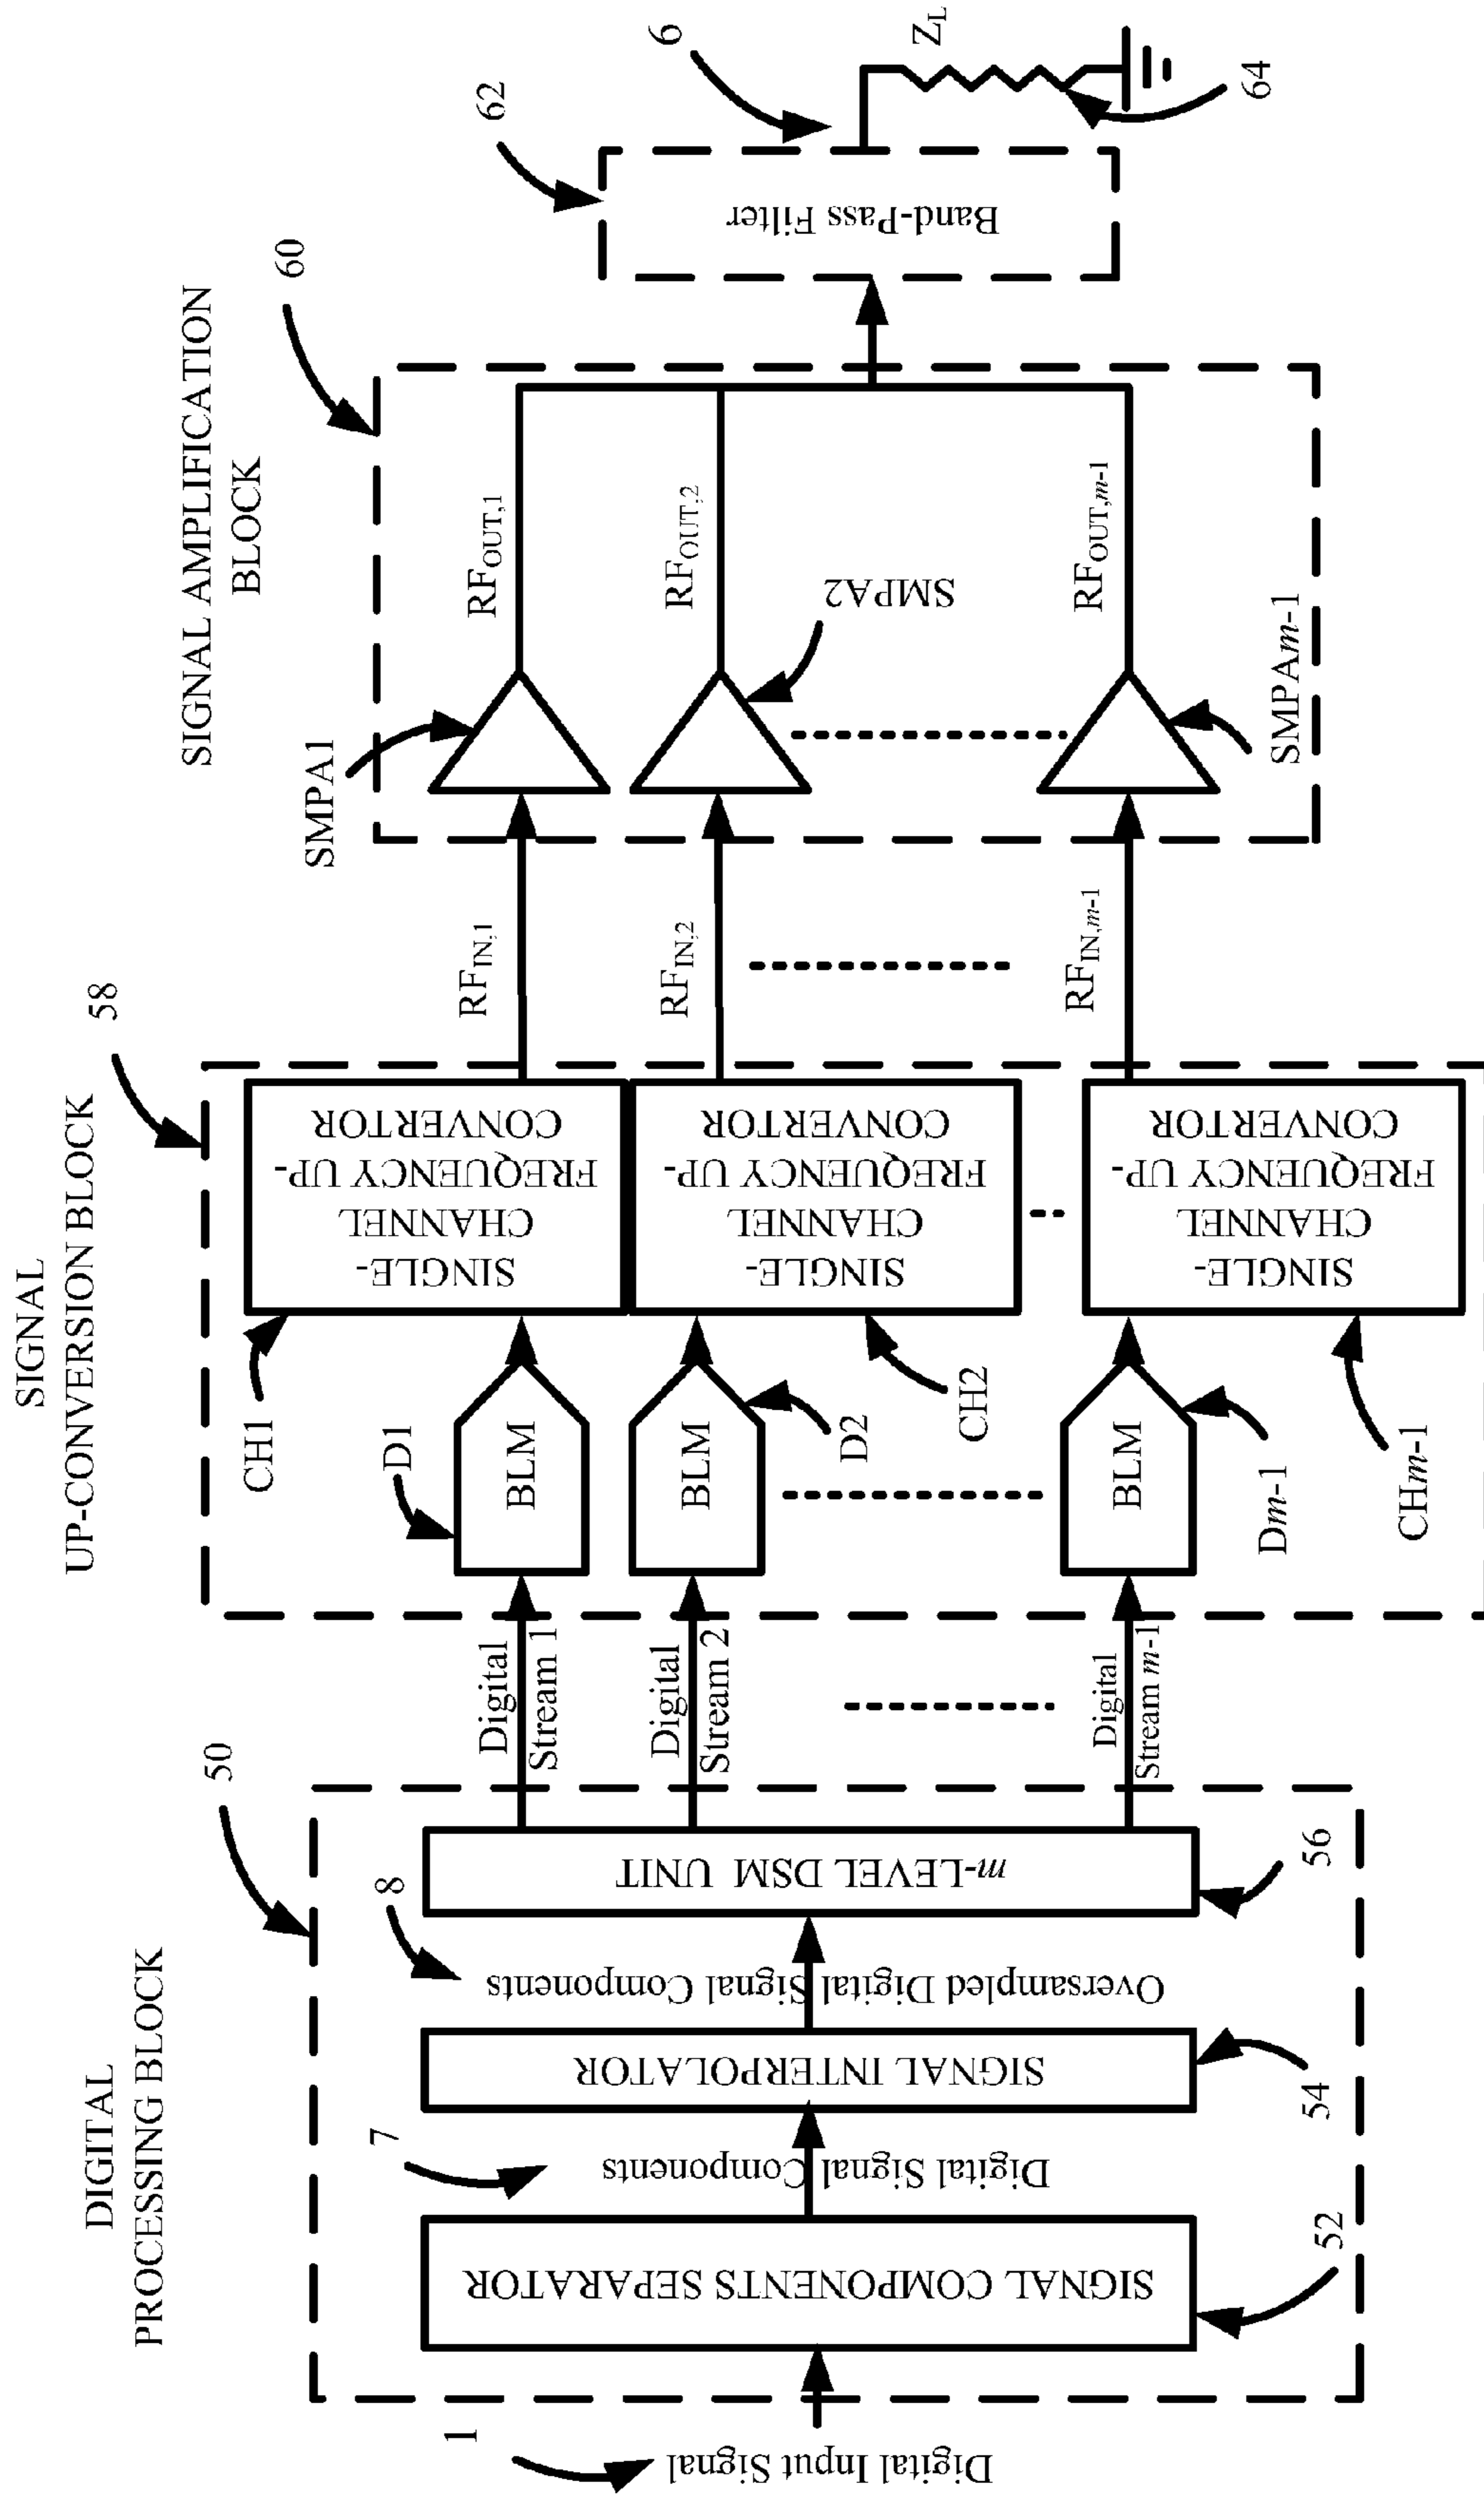 DIGITAL
PROCESSING BLOCK
50
1
Digital Input Signal
SIGNAL COMPONENTS SEPARATOR
52
7
Digital Signal Components
SIGNAL INTERPOLATOR
54
8
Oversampled Digital Signal Components
m-LEVEL DSM UNIT
56
Digital
Stream 1
Digital
Stream 2
Digital
Stream m-1
SIGNAL
UP-CONVERSION BLOCK
58
D1
BLM
CH1
SINGLE-
CHANNEL
FREQUENCY UP-
CONVERTOR
BLM
D2
CH2
SINGLE-
CHANNEL
FREQUENCY UP-
CONVERTOR
BLM
Dm-1
CHm-1
SINGLE-
CHANNEL
FREQUENCY UP-
CONVERTOR
RFIN,1
RFIN,2
RFIN,m-1
SIGNAL AMPLIFICATION
BLOCK
60
SMPA1
RFOUT,1
RFOUT,2
SMPA2
RFOUT,m-1
SMPAm-1
62
Band-Pass Filter
6
ZL
64